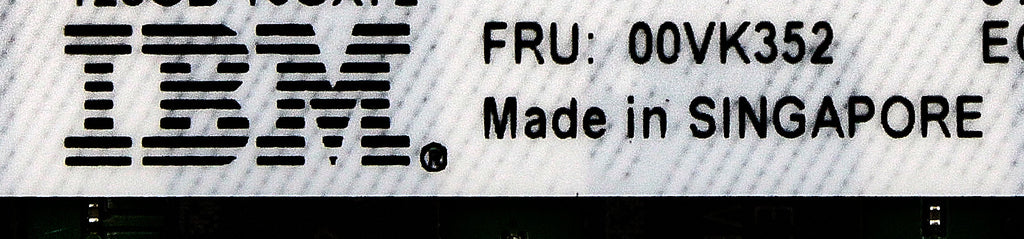 IBM®
FRU: 00VK352
Made in SINGAPORE